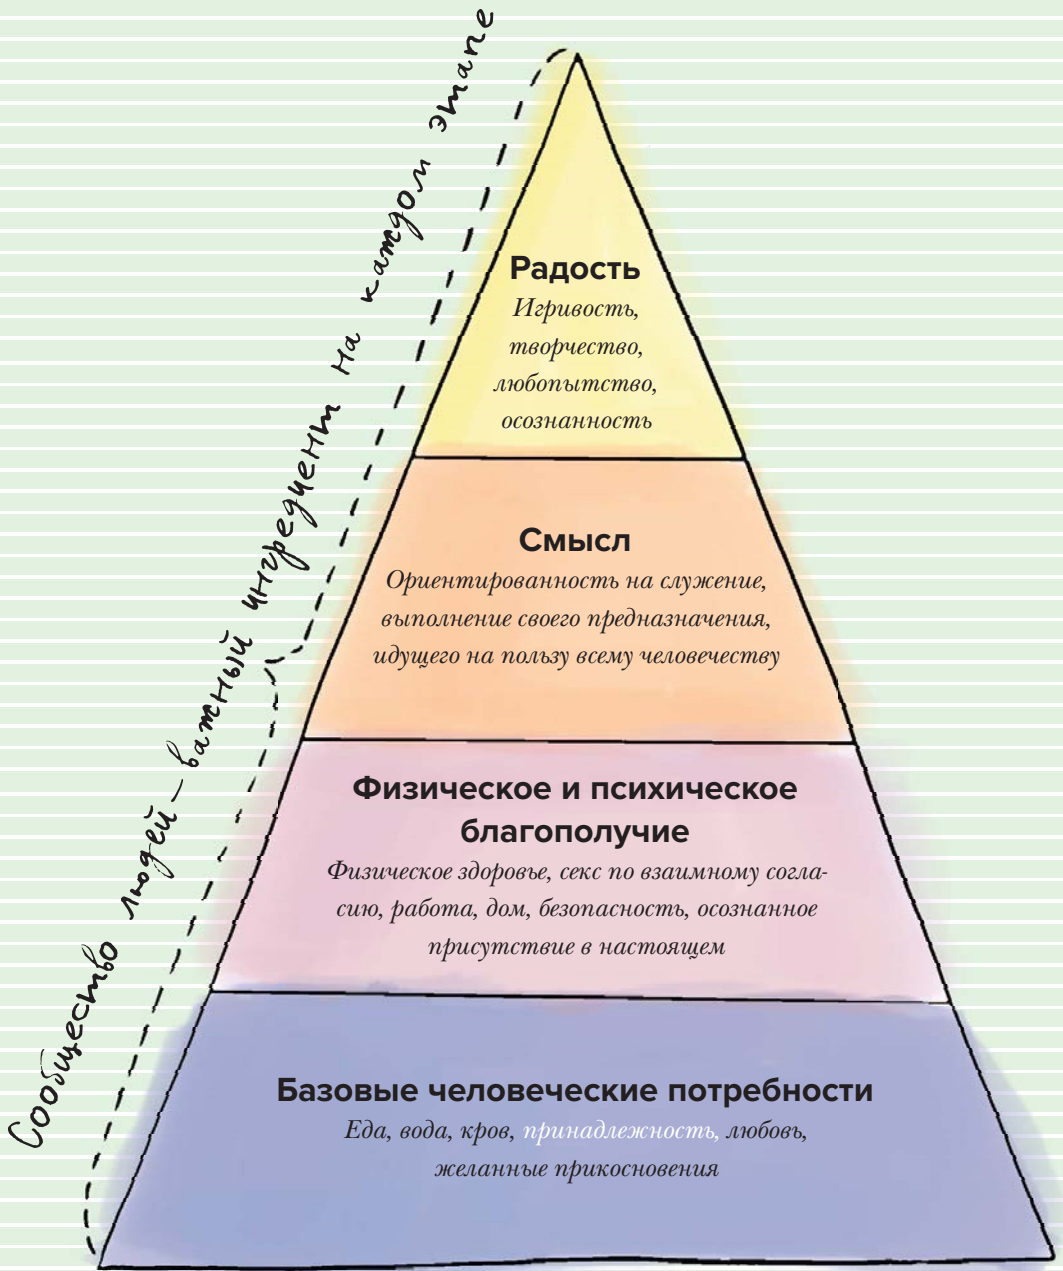 Сообщество людей — важный ингредиент на каждом этапе
Радость
Игривость,
творчество,
любопытство,
осознанность
Смысл
Ориентированность на служение,
выполнение своего предназначения,
идущего на пользу всему человечеству
Физическое и психическое
благополучие
Физическое здоровье, секс по взаимному согла-
сию, работа, дом, безопасность, осознанное
присутствие в настоящем
Базовые человеческие потребности
Еда, вода, кров, принадлежность, любовь,
желанные прикосновения